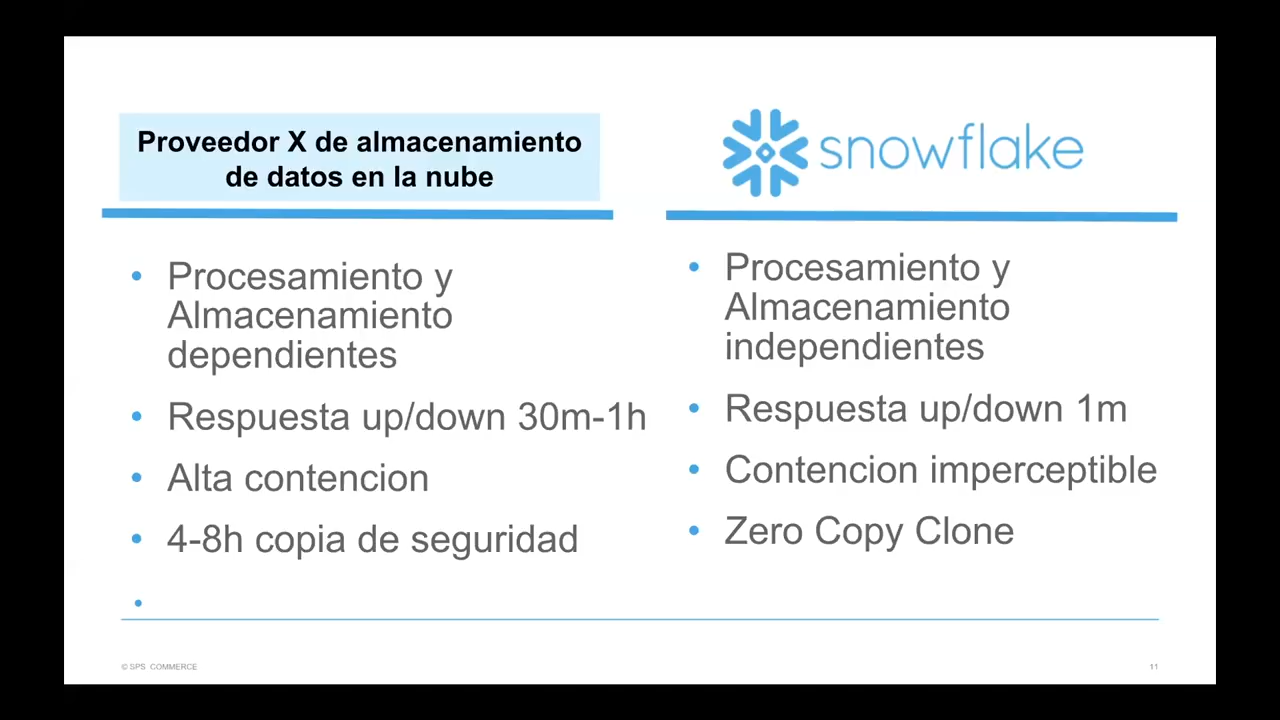 Proveedor X de almacenamiento
de datos en la nube
• Procesamiento y
Almacenamiento
dependientes
• Respuesta up/down 30m-1h
• Alta contencion
• 4-8h copia de seguridad
•
snowflake
• Procesamiento y
Almacenamiento
independientes
• Respuesta up/down 1m
• Contencion imperceptible
• Zero Copy Clone
© SPS COMMERCE
11